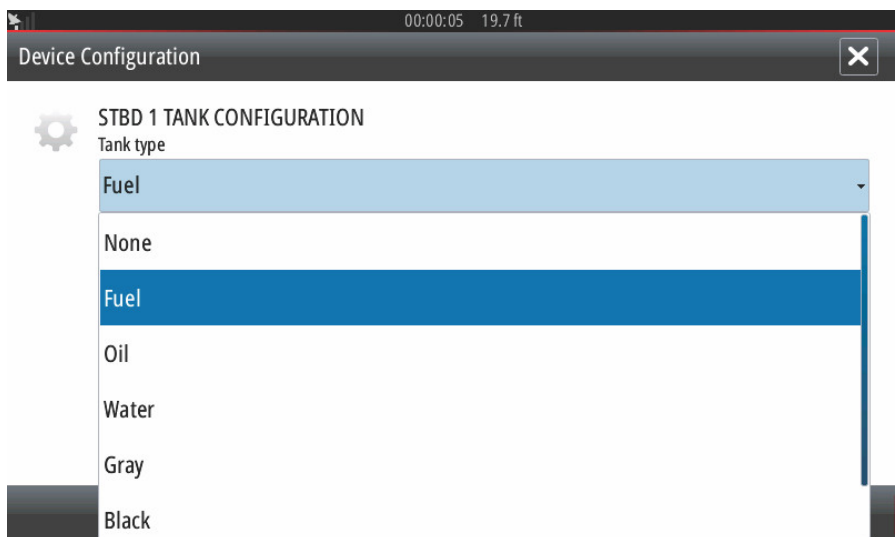 00:00:05 19.7 ft
Device Configuration
STBD 1 TANK CONFIGURATION
Tank type
Fuel
None
Fuel
Oil
Water
Gray
Black